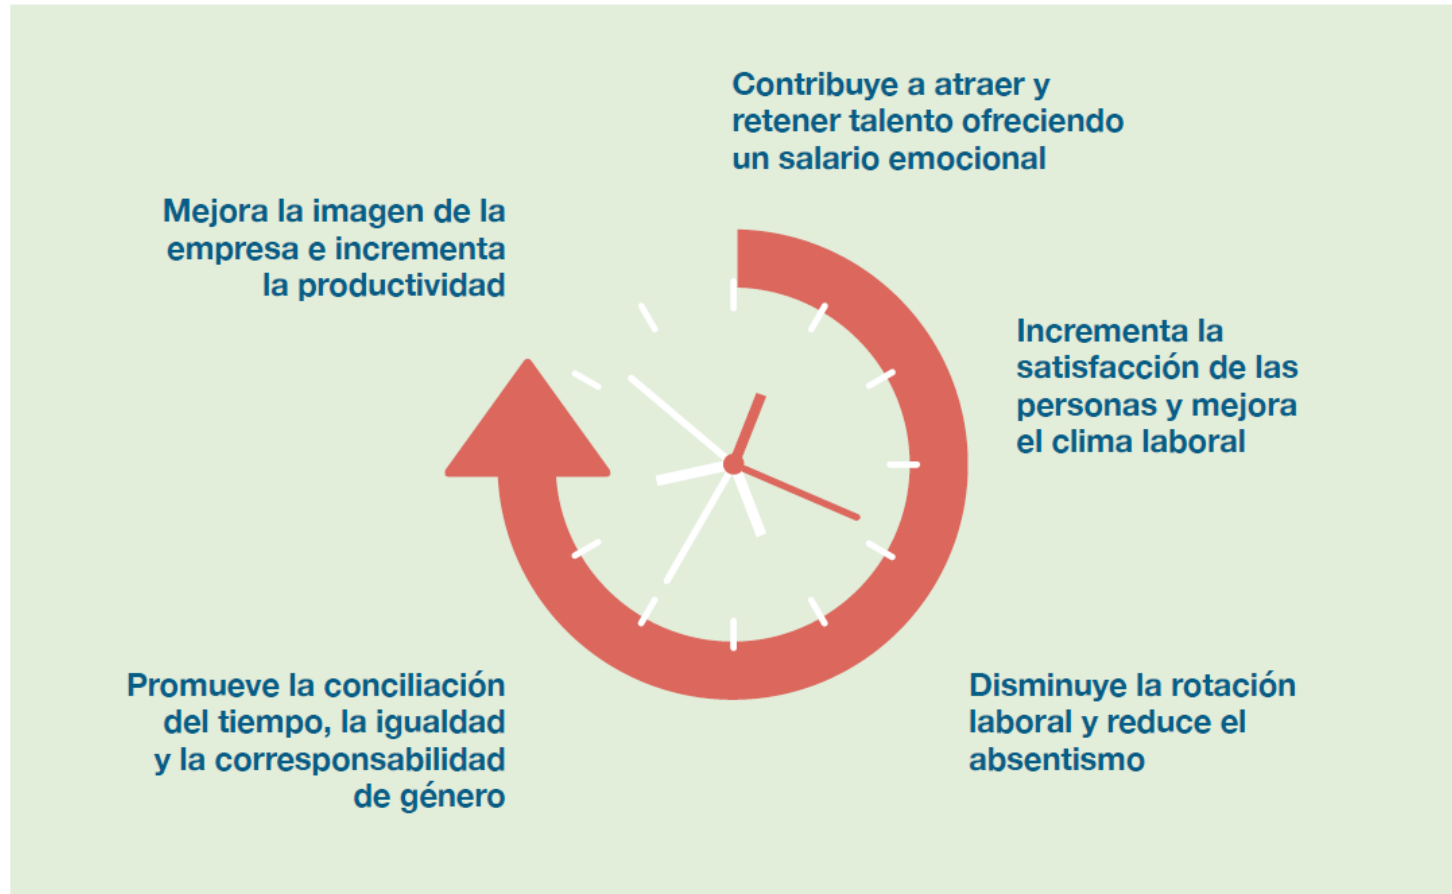 Contribuye a atraer y
retener talento ofreciendo
un salario emocional
Incrementa la
satisfacción de las
personas y mejora
el clima laboral
Disminuye la rotación
laboral y reduce el
absentismo
Promueve la conciliación
del tiempo, la igualdad
y la corresponsabilidad
de género
Mejora la imagen de la
empresa e incrementa
la productividad